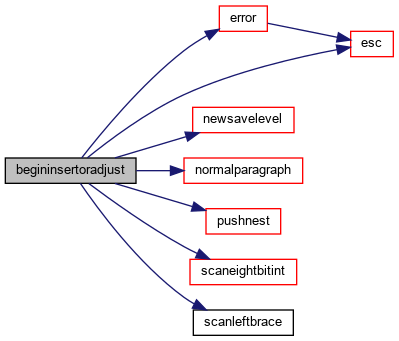 error
esc
newsavelevel
begininsertoradjust
normalparagraph
pushnest
scaneightbitint
scanleftbrace